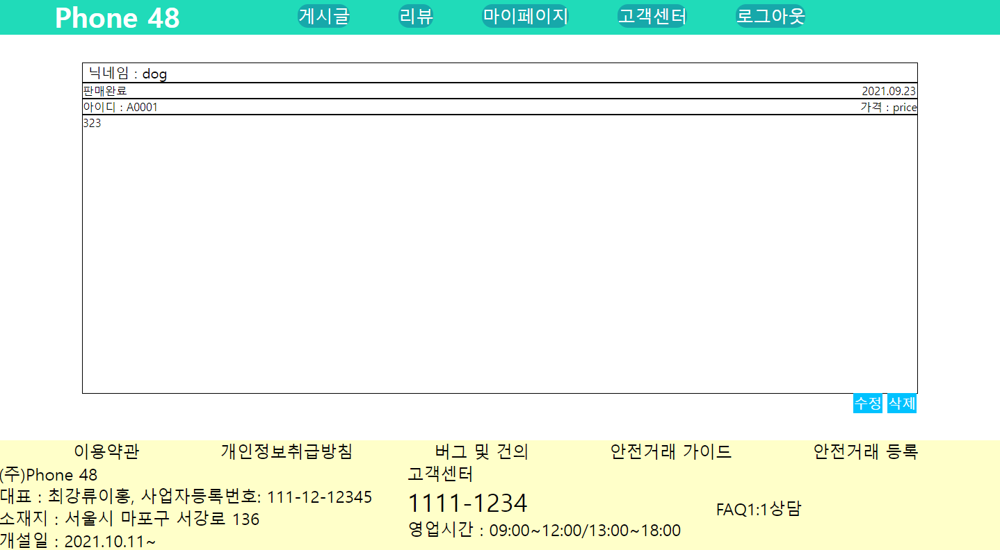 Phone 48 게시글 리뷰 마이페이지 고객센터 로그아웃
닉네임 : dog
판매완료 2021.09.23
아이디 : A0001 가격 : price
323
수정 삭제
이용약관 개인정보취급방침 버그 및 건의 안전거래 가이드 안전거래 등록
(주)Phone 48
대표 : 최강류이홍, 사업자등록번호: 111-12-12345
소재지 : 서울시 마포구 서강로 136
개설일 : 2021.10.11~
고객센터
1111-1234
영업시간 : 09:00~12:00/13:00~18:00
FAQ1:1상담